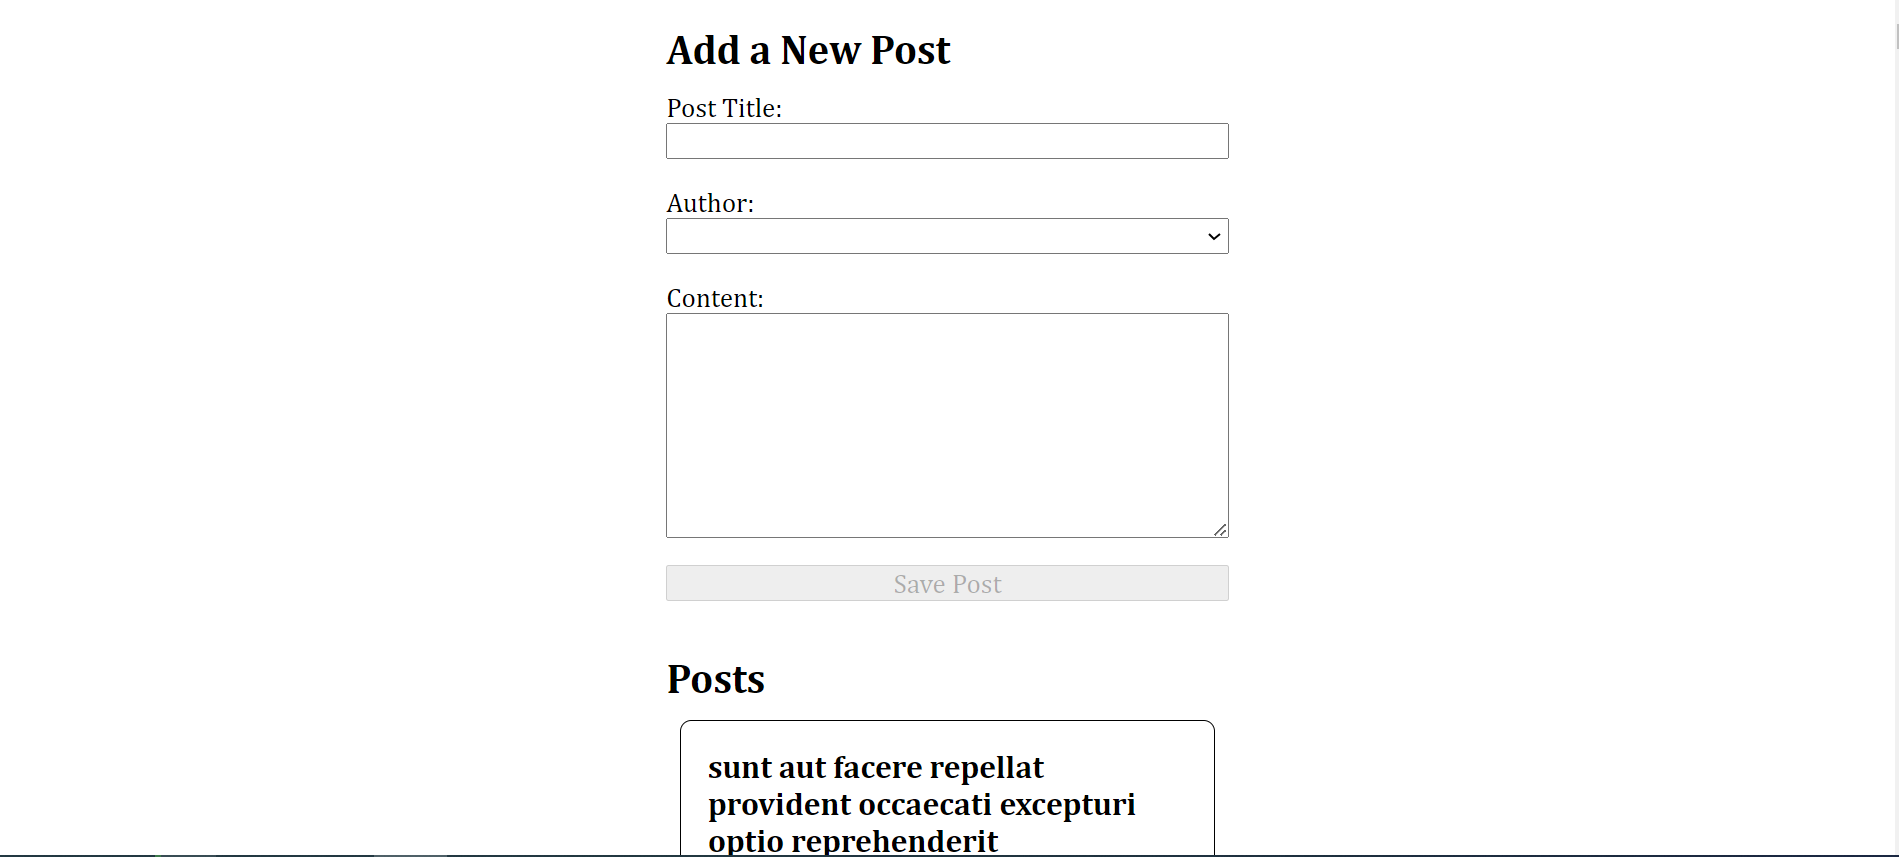 Add a New Post
Post Title:
Author:
Content:
Save Post
Posts
sunt aut facere repellat
provident occaecati excepturi
optio reprehenderit